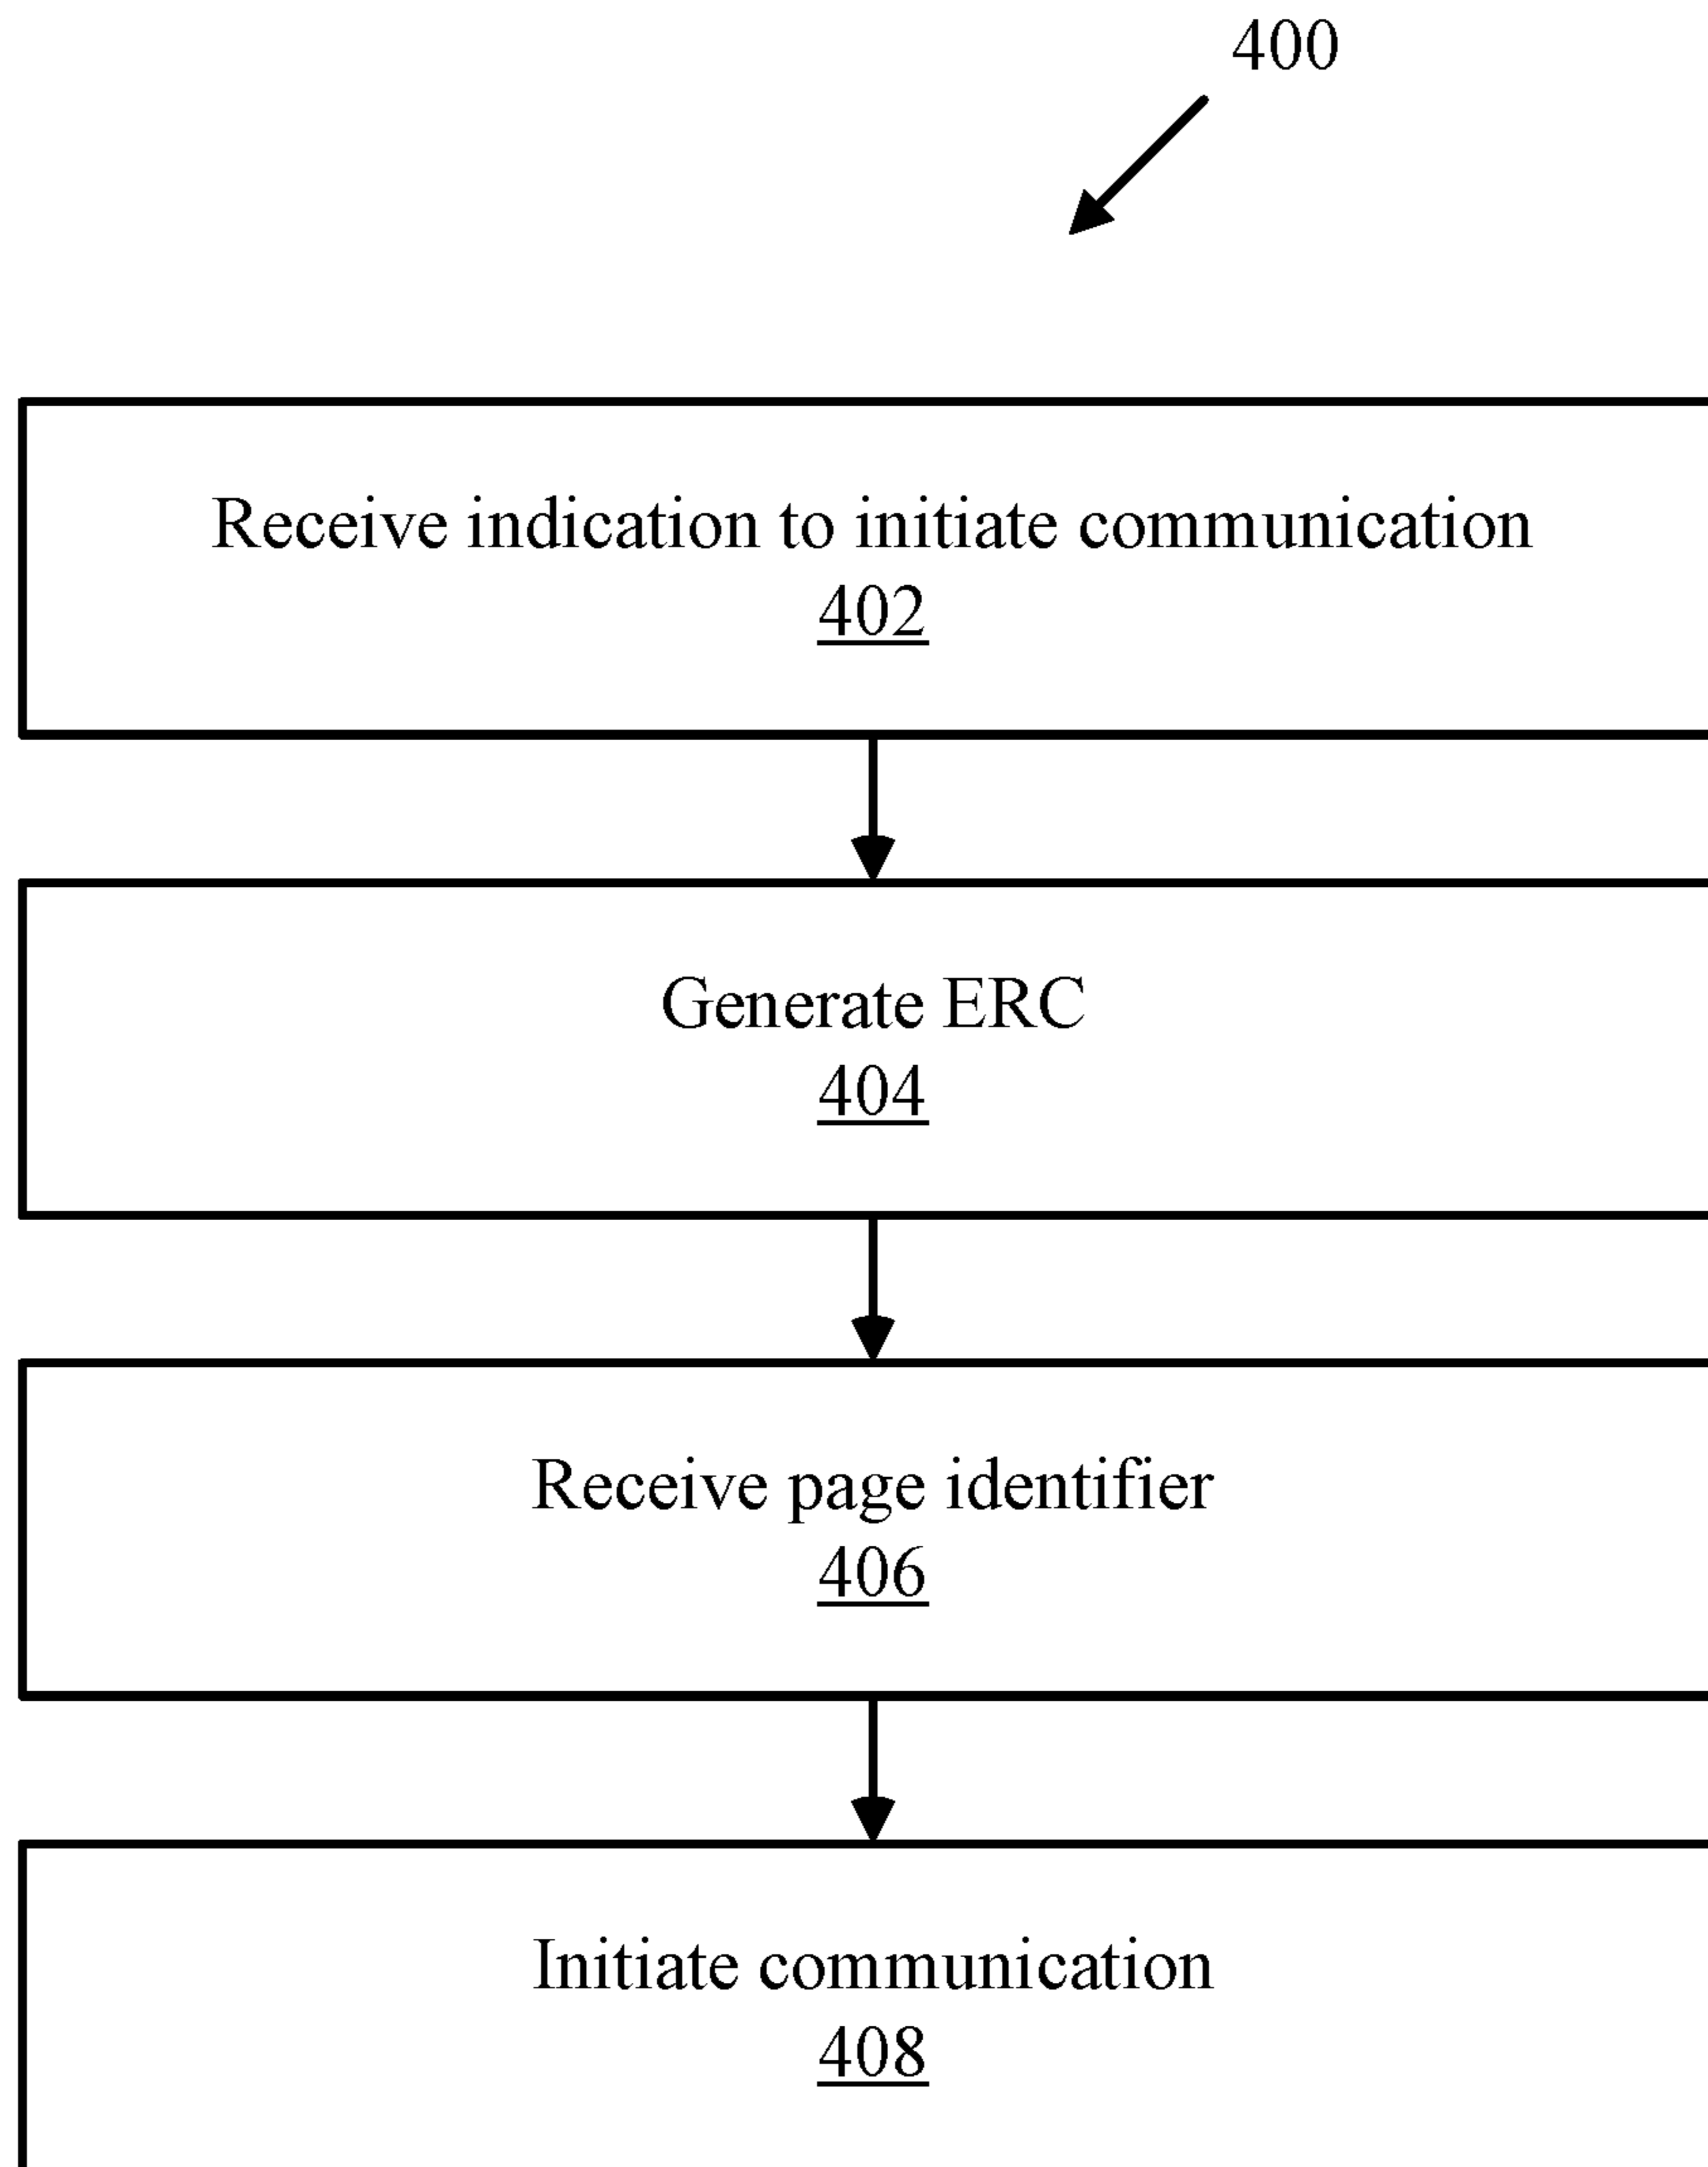 400
Receive indication to initiate communication
402
Generate ERC
404
Receive page identifier
406
Initiate communication
408